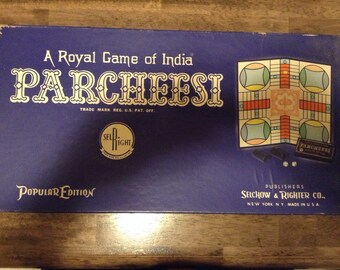 A Royal Game of India
PARCHEESI
TRADE MARK REG. U.S. PAT. OFF.
SELRIGHT
PARCHEESI
POPULAR EDITION
PUBLISHERS
SELCHOW & RIGHTER CO.,
NEW YORK N.Y. MADE IN U.S.A.